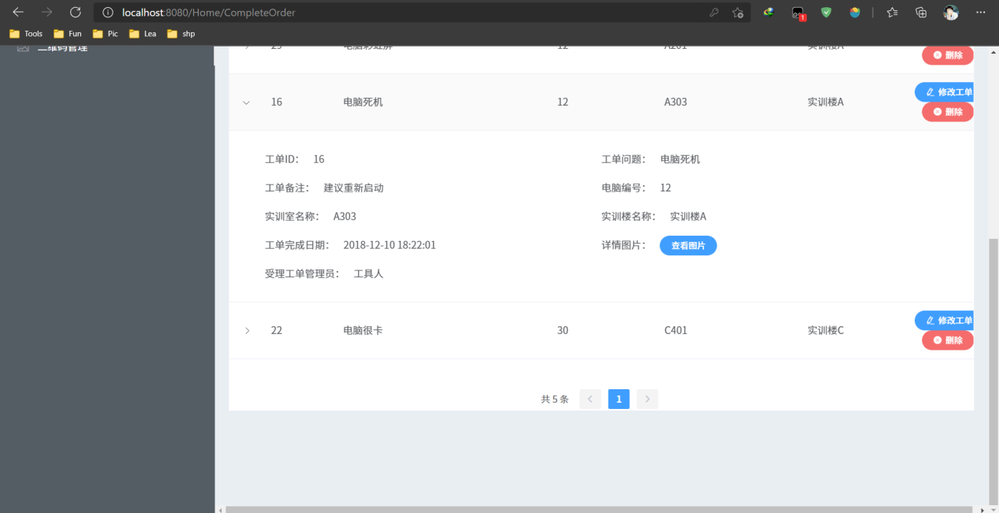 localhost:8080/Home/CompleteOrder
1
Tools Fun Pic Lea shp
二维码管理
删除
16 电脑死机 12 A303 实训楼A 修改工单
删除
工单ID： 16 工单问题： 电脑死机
工单备注： 建议重新启动 电脑编号： 12
实训室名称： A303 实训楼名称： 实训楼A
工单完成日期： 2018-12-10 18:22:01 详情图片： 查看图片
受理工单管理员： 工具人
22 电脑很卡 30 C401 实训楼C 修改工单
删除
共 5 条 1